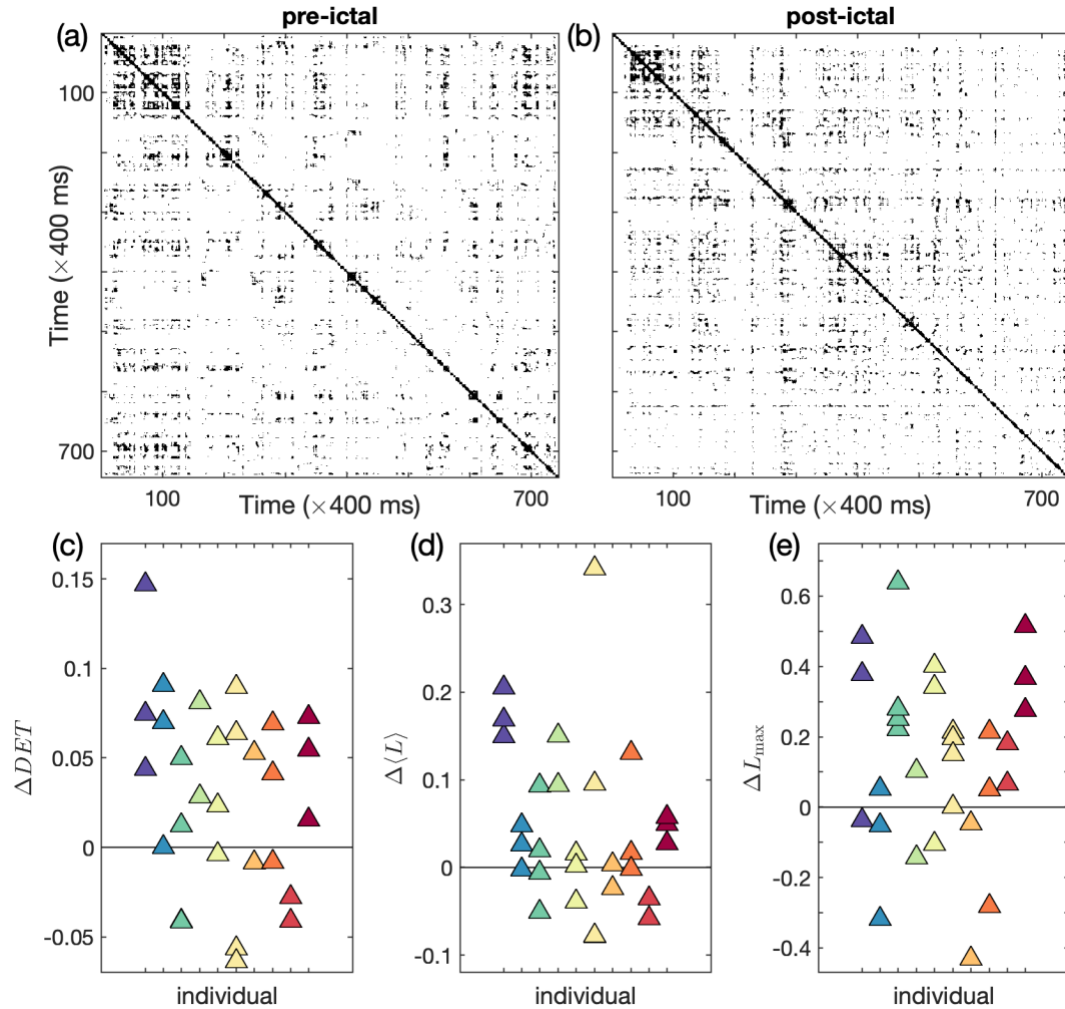 pre-ictal
post-ictal
(a)
(b)
Time (×400 ms)
100
700
100
700
Time (×400 ms)
100
700
Time (×400 ms)
(c)
(d)
(e)
ΔDET
0.15
0.1
0.05
0
-0.05
individual
Δ⟨L⟩
0.3
0.2
0.1
0
-0.1
individual
ΔLmax
0.6
0.4
0.2
0
-0.2
-0.4
individual